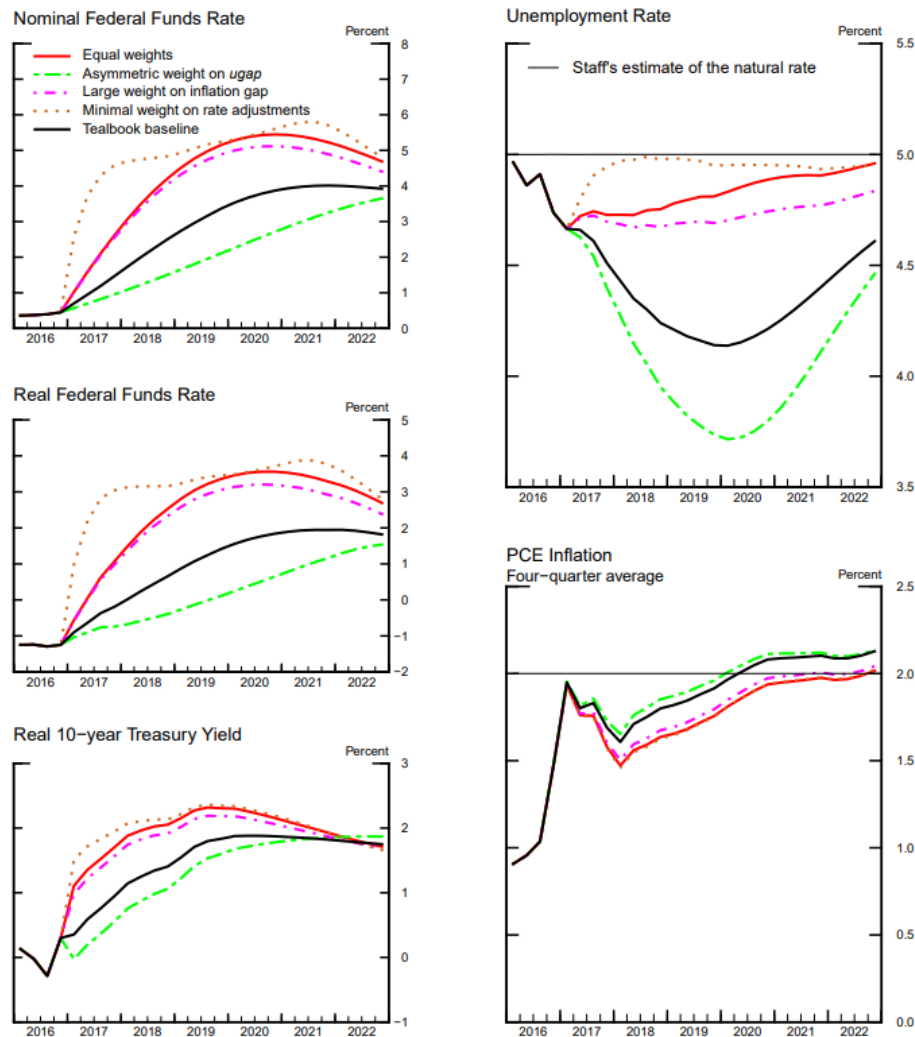 Nominal Federal Funds Rate
Percent
Equal weights
Asymmetric weight on ugap
Large weight on inflation gap
Minimal weight on rate adjustments
Tealbook baseline
8
7
6
5
4
3
2
1
0
2016 2017 2018 2019 2020 2021 2022
Real Federal Funds Rate
Percent
5
4
3
2
1
0
−1
−2
2016 2017 2018 2019 2020 2021 2022
Real 10−year Treasury Yield
Percent
3
2
1
0
−1
2016 2017 2018 2019 2020 2021 2022
Unemployment Rate
Percent
Staff's estimate of the natural rate
5.5
5.0
4.5
4.0
3.5
2016 2017 2018 2019 2020 2021 2022
PCE Inflation
Four−quarter average
Percent
2.5
2.0
1.5
1.0
0.5
0.0
2016 2017 2018 2019 2020 2021 2022